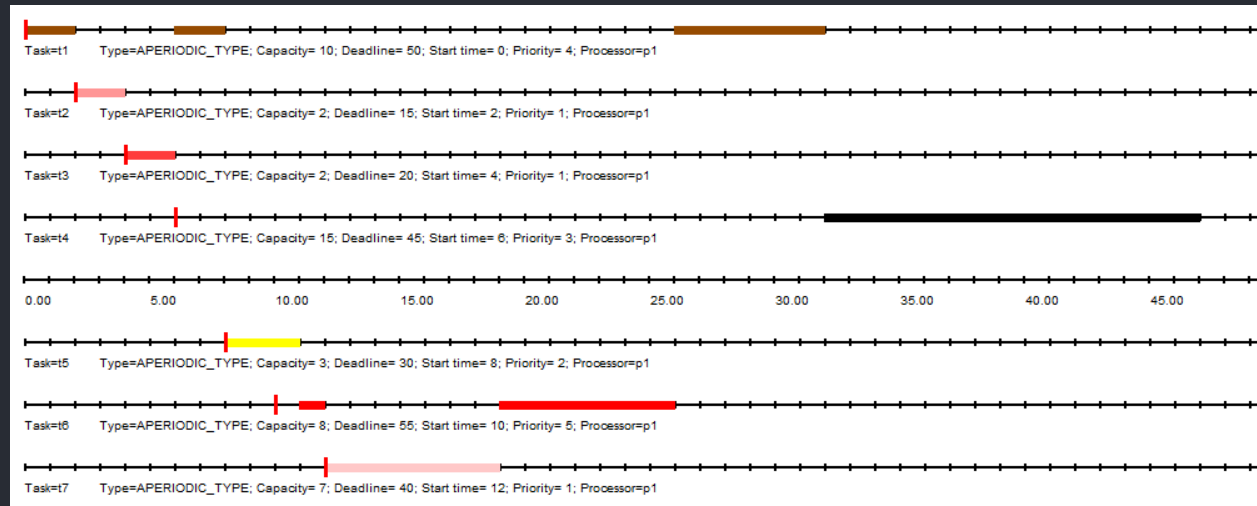 Task=t1 Type=APERIODIC_TYPE; Capacity= 10; Deadline= 50; Start time= 0; Priority= 4; Processor=p1
Task=t2 Type=APERIODIC_TYPE; Capacity= 2; Deadline= 15; Start time= 2; Priority= 1; Processor=p1
Task=t3 Type=APERIODIC_TYPE; Capacity= 2; Deadline= 20; Start time= 4; Priority= 1; Processor=p1
Task=t4 Type=APERIODIC_TYPE; Capacity= 15; Deadline= 45; Start time= 6; Priority= 3; Processor=p1
0.00 5.00 10.00 15.00 20.00 25.00 30.00 35.00 40.00 45.00
Task=t5 Type=APERIODIC_TYPE; Capacity= 3; Deadline= 30; Start time= 8; Priority= 2; Processor=p1
Task=t6 Type=APERIODIC_TYPE; Capacity= 8; Deadline= 55; Start time= 10; Priority= 5; Processor=p1
Task=t7 Type=APERIODIC_TYPE; Capacity= 7; Deadline= 40; Start time= 12; Priority= 1; Processor=p1